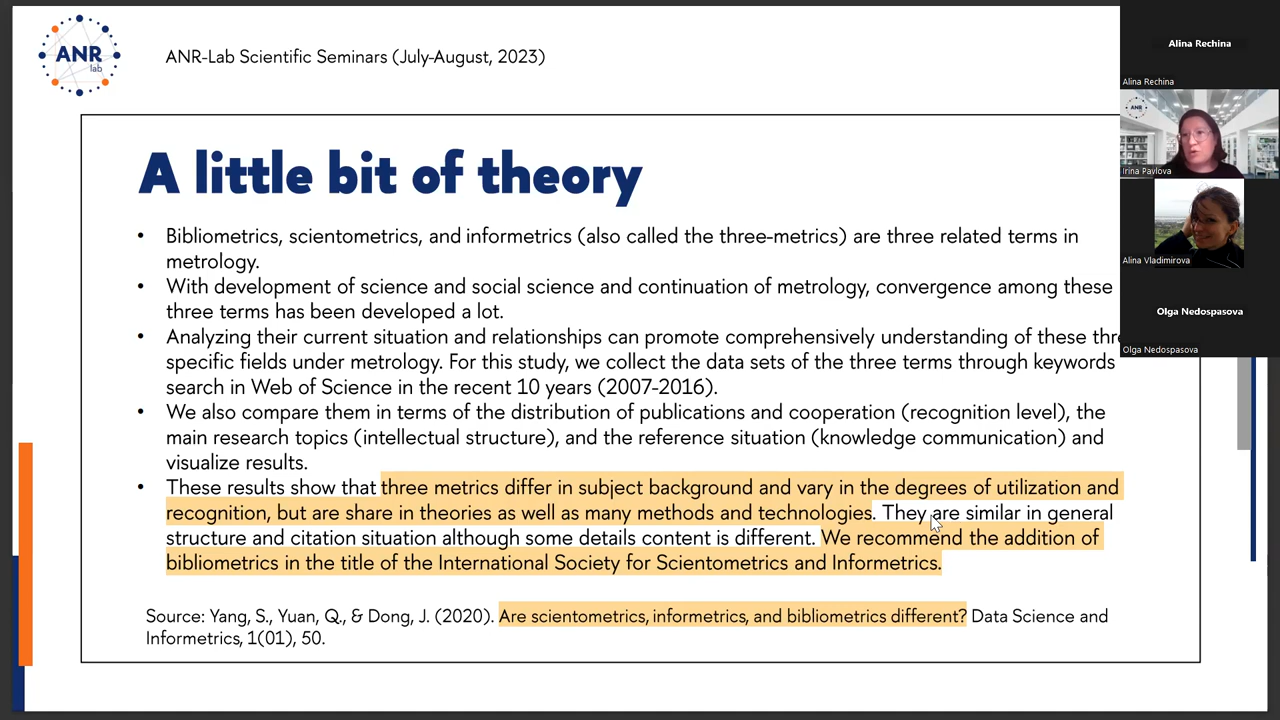 ANR
lab
ANR-Lab Scientific Seminars (July-August, 2023)
A little bit of theory
• Bibliometrics, scientometrics, and informetrics (also called the three-metrics) are three related terms in
metrology.
• With development of science and social science and continuation of metrology, convergence among these
three terms has been developed a lot.
• Analyzing their current situation and relationships can promote comprehensively understanding of these thre
specific fields under metrology. For this study, we collect the data sets of the three terms through keywords
search in Web of Science in the recent 10 years (2007-2016).
• We also compare them in terms of the distribution of publications and cooperation (recognition level), the
main research topics (intellectual structure), and the reference situation (knowledge communication) and
visualize results.
• These results show that three metrics differ in subject background and vary in the degrees of utilization and
recognition, but are share in theories as well as many methods and technologies. They are similar in general
structure and citation situation although some details content is different. We recommend the addition of
bibliometrics in the title of the International Society for Scientometrics and Informetrics.
Source: Yang, S., Yuan, Q., & Dong, J. (2020). Are scientometrics, informetrics, and bibliometrics different? Data Science and
Informetrics, 1(01), 50.
Alina Rechina
Alina Rechina
ANR
Irina Pavlova
Alina Vladimirova
Olga Nedospasova
Olga Nedospasova